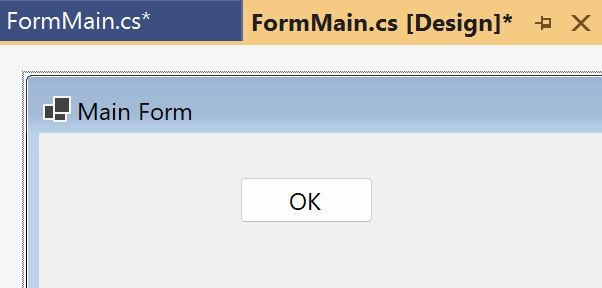 FormMain.cs*
FormMain.cs [Design]*
Main Form
OK